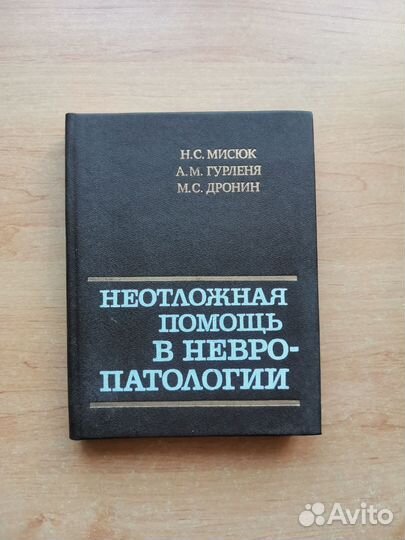 Н.С. МИСЮК
А.М. ГУРЛЕНЯ
М.С. ДРОНИН
НЕОТЛОЖНАЯ
ПОМОЩЬ
В НЕВРО-
ПАТОЛОГИИ
Avito